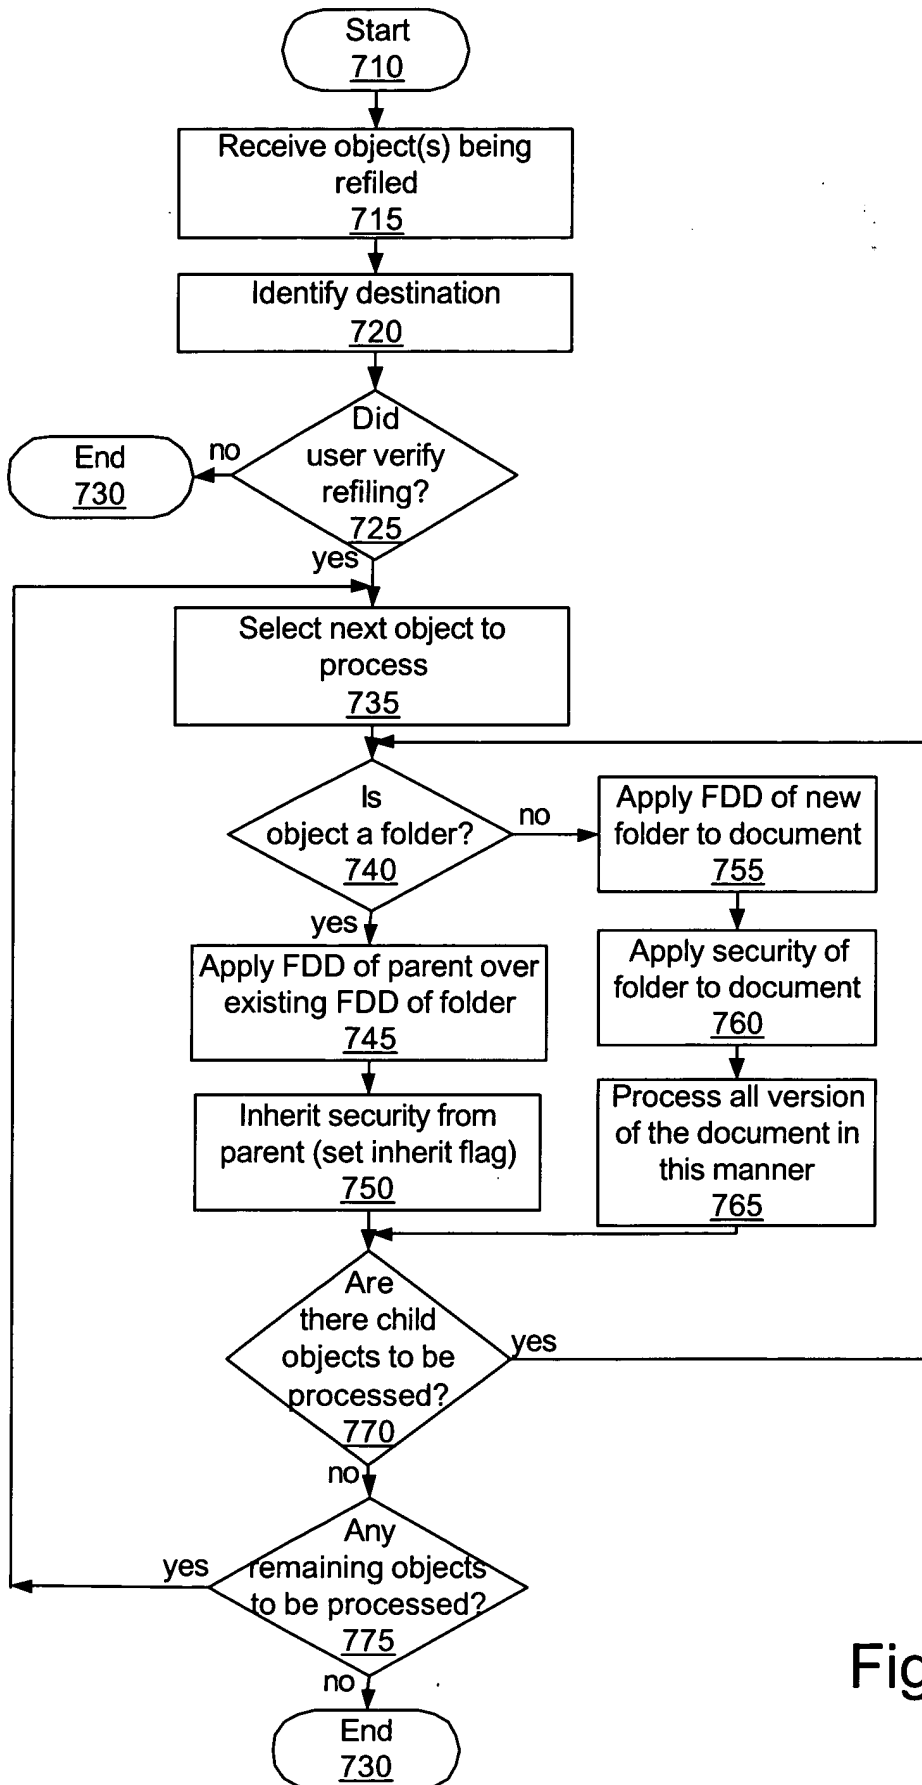 Start
710
Receive object(s) being
refiled
715
Identify destination
720
Did
user verify
refiling?
725
no
End
730
yes
Select next object to
process
735
Is
object a folder?
740
no
Apply FDD of new
folder to document
755
yes
Apply FDD of parent over
existing FDD of folder
745
Apply security of
folder to document
760
Inherit security from
parent (set inherit flag)
750
Process all version
of the document in
this manner
765
Are
there child
objects to be
processed?
770
yes
no
Any
remaining objects
to be processed?
775
yes
no
End
730
Fig